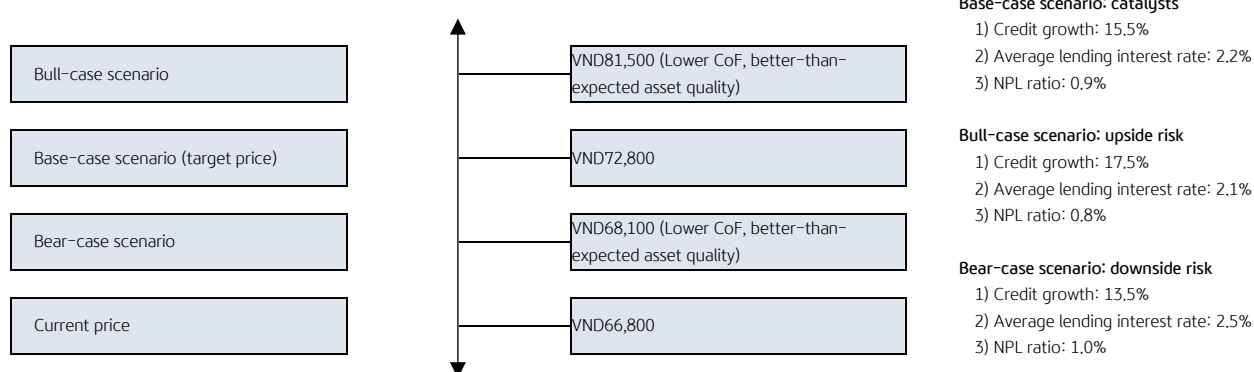 Bull-case scenario
VND81,500 (Lower CoF, better-than-
expected asset quality)
Base-case scenario (target price)
VND72,800
Bear-case scenario
VND68,100 (Lower CoF, better-than-
expected asset quality)
Current price
VND66,800
Base-case scenario: catalysts
1) Credit growth: 15.5%
2) Average lending interest rate: 2.2%
3) NPL ratio: 0.9%
Bull-case scenario: upside risk
1) Credit growth: 17.5%
2) Average lending interest rate: 2.1%
3) NPL ratio: 0.8%
Bear-case scenario: downside risk
1) Credit growth: 13.5%
2) Average lending interest rate: 2.5%
3) NPL ratio: 1.0%